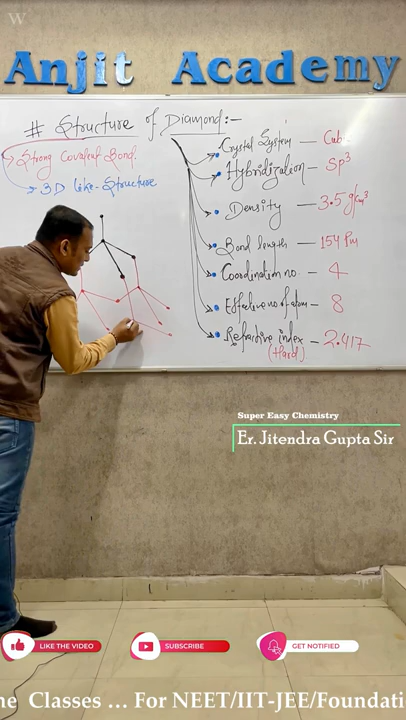 W
Anjit Academy
# Structure of Diamond:-
Strong Covalent Bond.
3D like-Structure
Crystal System - Cubi
Hybridization - Sp3
Density - 3.5 g/cm3
Bond length - 154 Pm
Coordination no. - 4
Effective no of atom - 8
Refractive index - 2.417
(Hard)
Super Easy Chemistry
Er. Jitendra Gupta Sir
LIKE THE VIDEO
SUBSCRIBE
GET NOTIFIED
ne Classes ... For NEET/IIT-JEE/Foundati